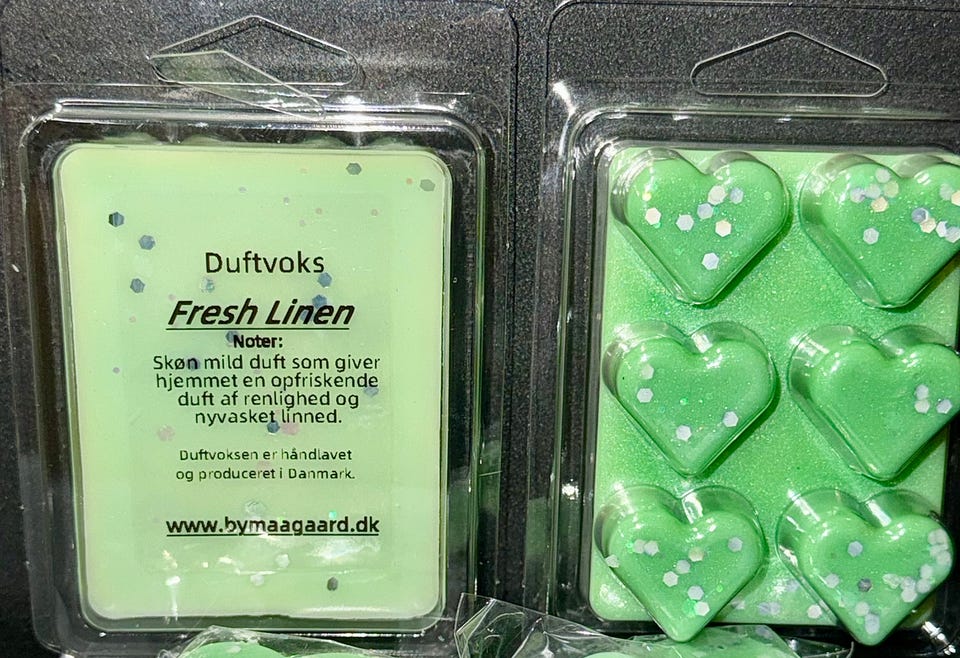 Duftvoks
Fresh Linen
Noter:
Skøn mild duft som giver
hjemmet en opfriskende
duft af renlighed og
nyvasket linned.
Duftvoksen er håndlavet
og produceret i Danmark.
www.bymaagaard.dk